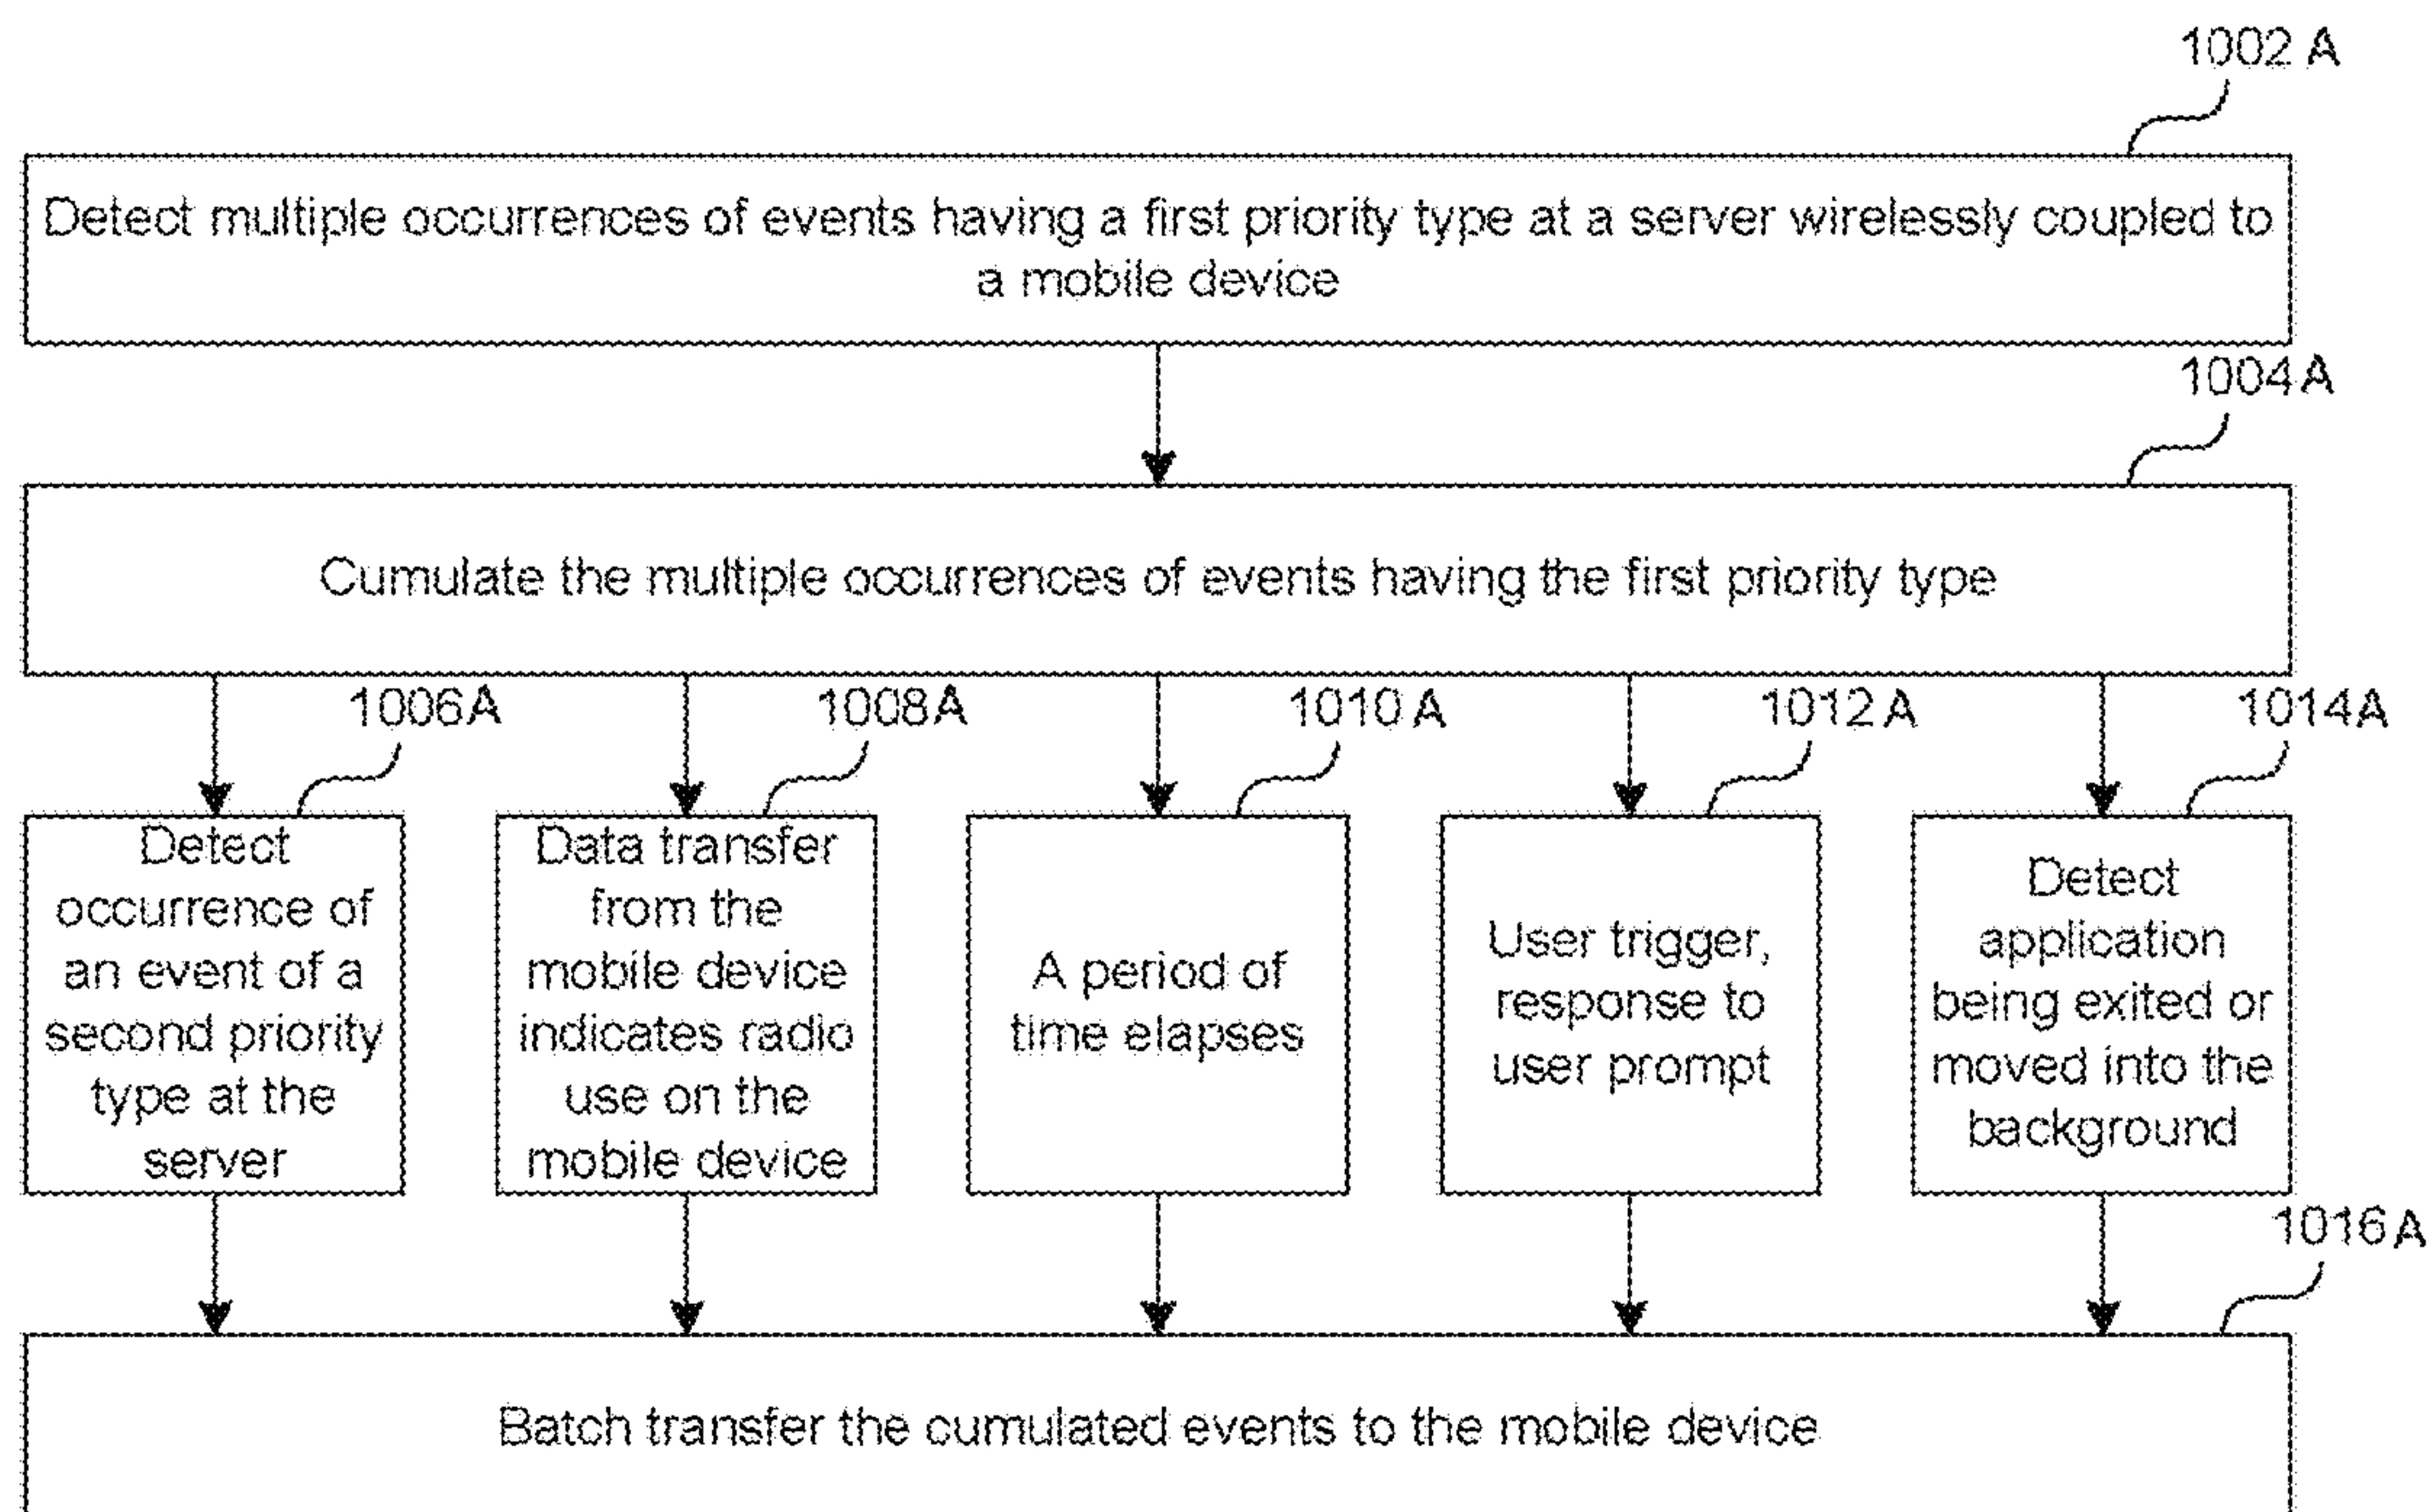 1002 A
Detect multiple occurrences of events having a first priority type at a server wirelessly coupled to
a mobile device
1004 A
Cumulate the multiple occurrences of events having the first priority type
1006A
Detect
occurrence of
an event of a
second priority
type at the
server
1008A
Data transfer
from the
mobile device
indicates radio
use on the
mobile device
1010 A
A period of
time elapses
1012 A
User trigger,
response to
user prompt
1014A
Detect
application
being exited or
moved into the
background
1016 A
Batch transfer the cumulated events to the mobile device